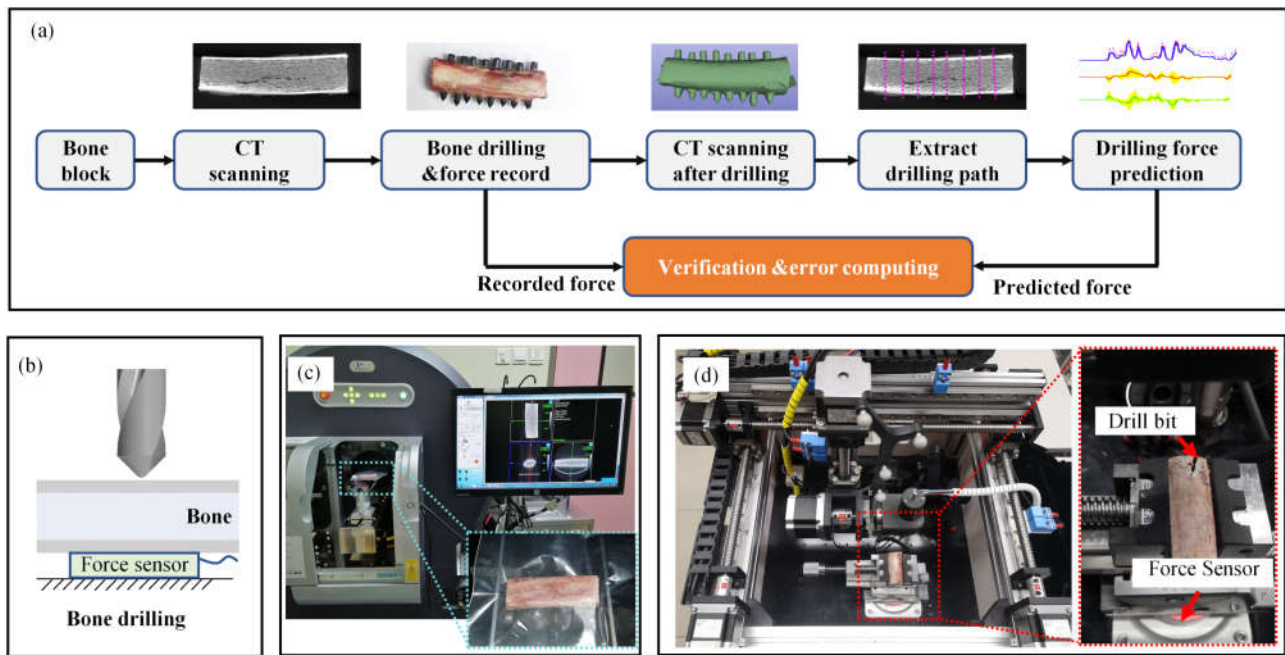 (a)
Bone
block
CT
scanning
Bone drilling
&force record
CT scanning
after drilling
Extract
drilling path
Drilling force
prediction
Verification &error computing
Recorded force
Predicted force
(b)
Bone
Force sensor
Bone drilling
(c)
(d)
Drill bit
Force Sensor